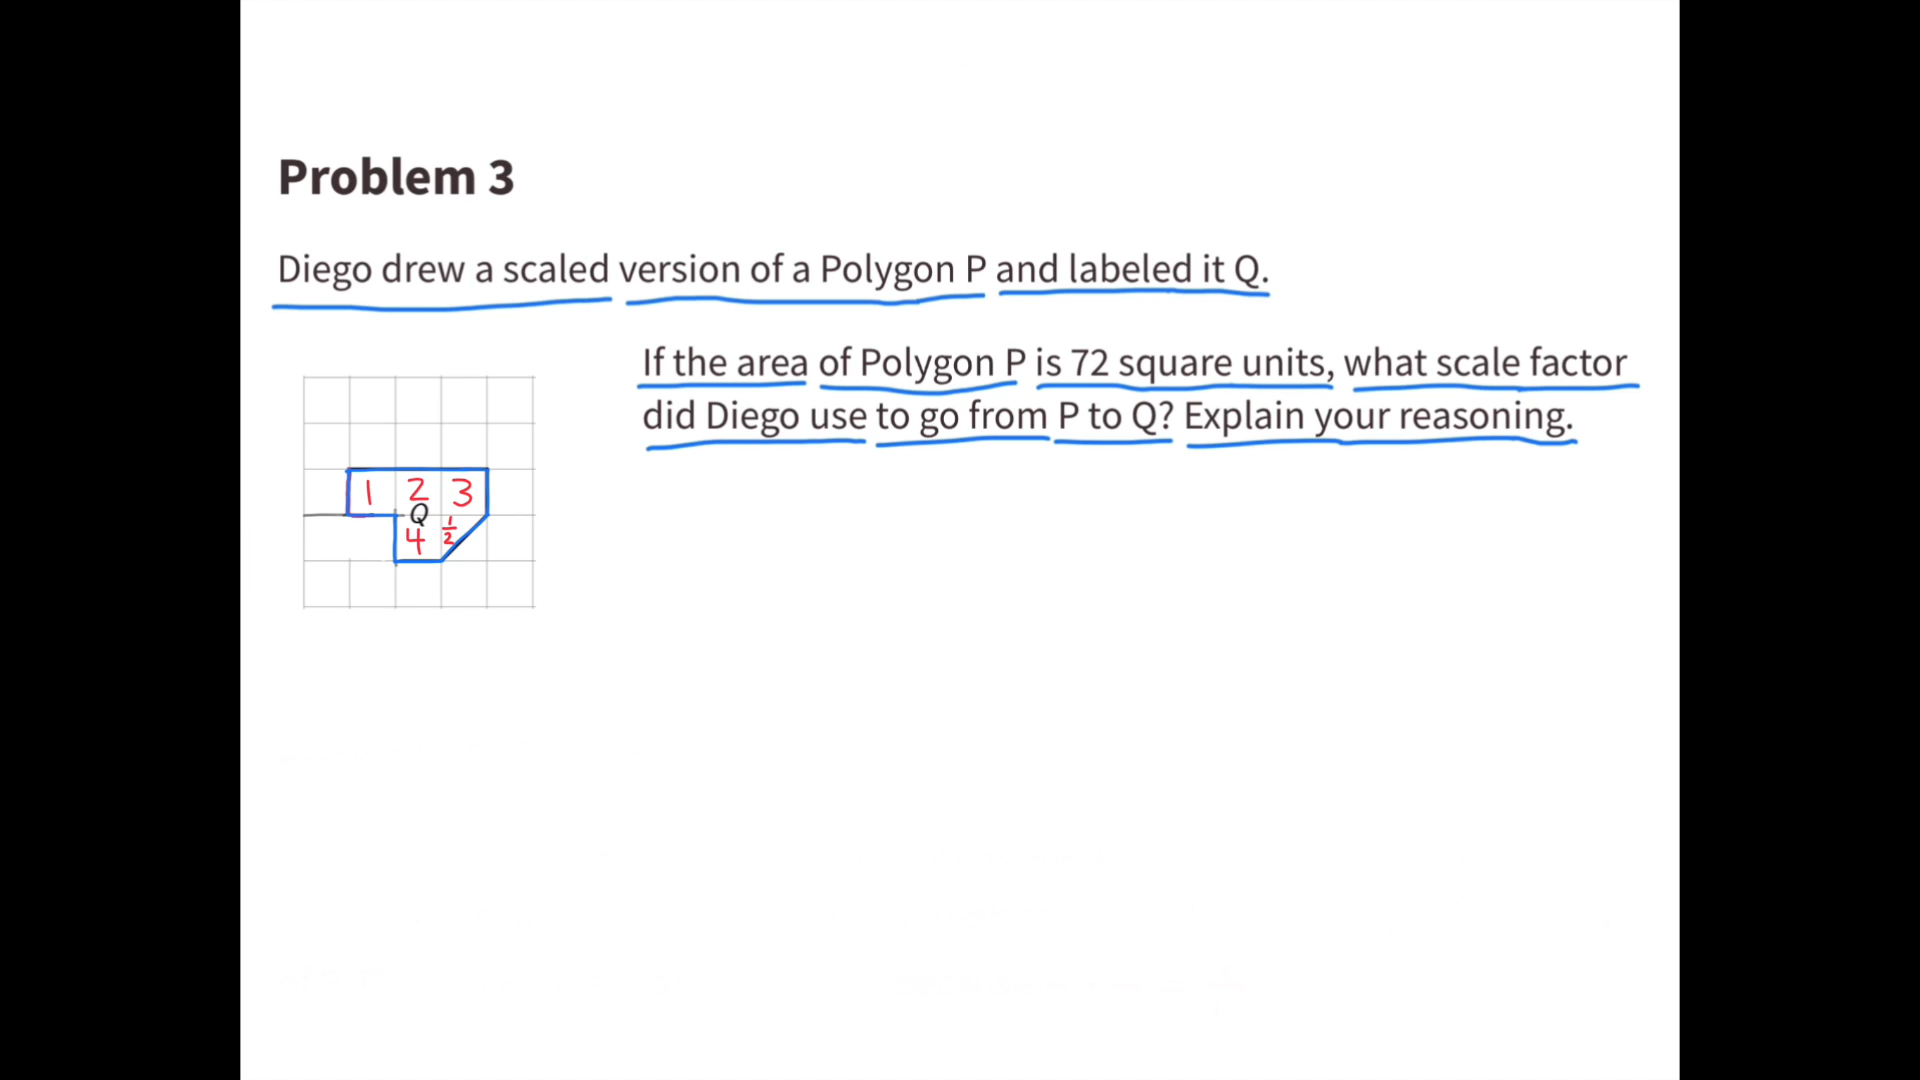 Problem 3
Diego drew a scaled version of a Polygon P and labeled it Q.
If the area of Polygon P is 72 square units, what scale factor
did Diego use to go from P to Q? Explain your reasoning.
1 2 3
Q
4 1/2